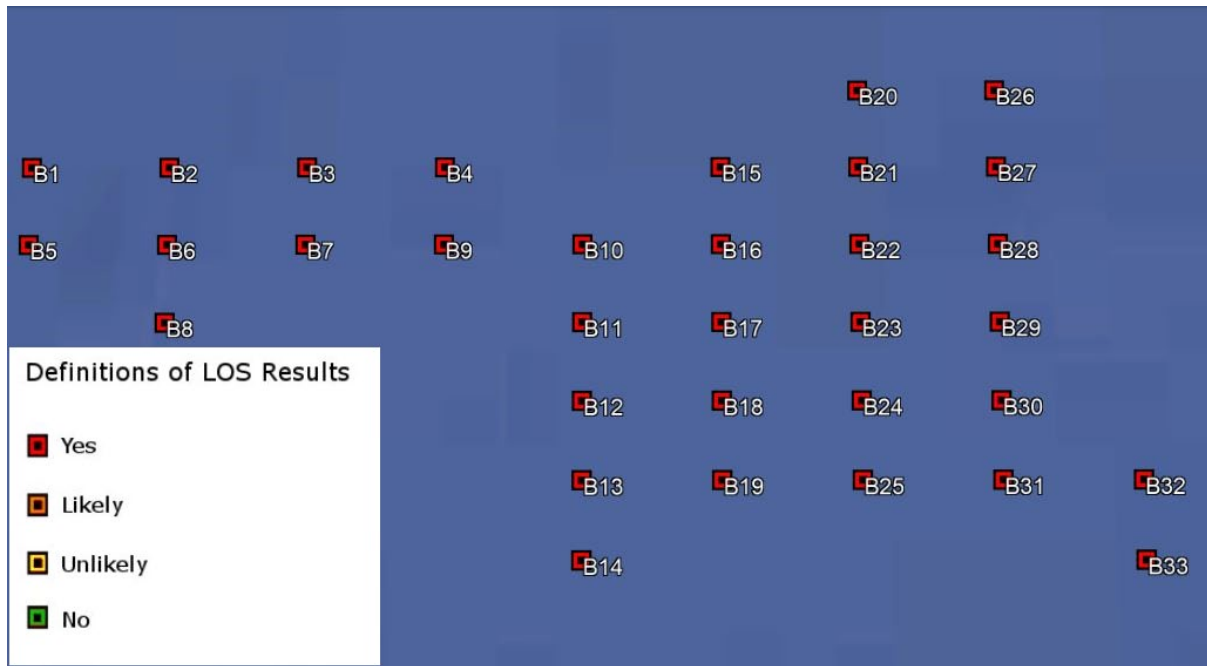 B20 B26
B1 B2 B3 B4 B15 B21 B27
B5 B6 B7 B9 B10 B16 B22 B28
B8 B11 B17 B23 B29
B12 B18 B24 B30
B13 B19 B25 B31 B32
B14 B33
Definitions of LOS Results
Yes
Likely
Unlikely
No